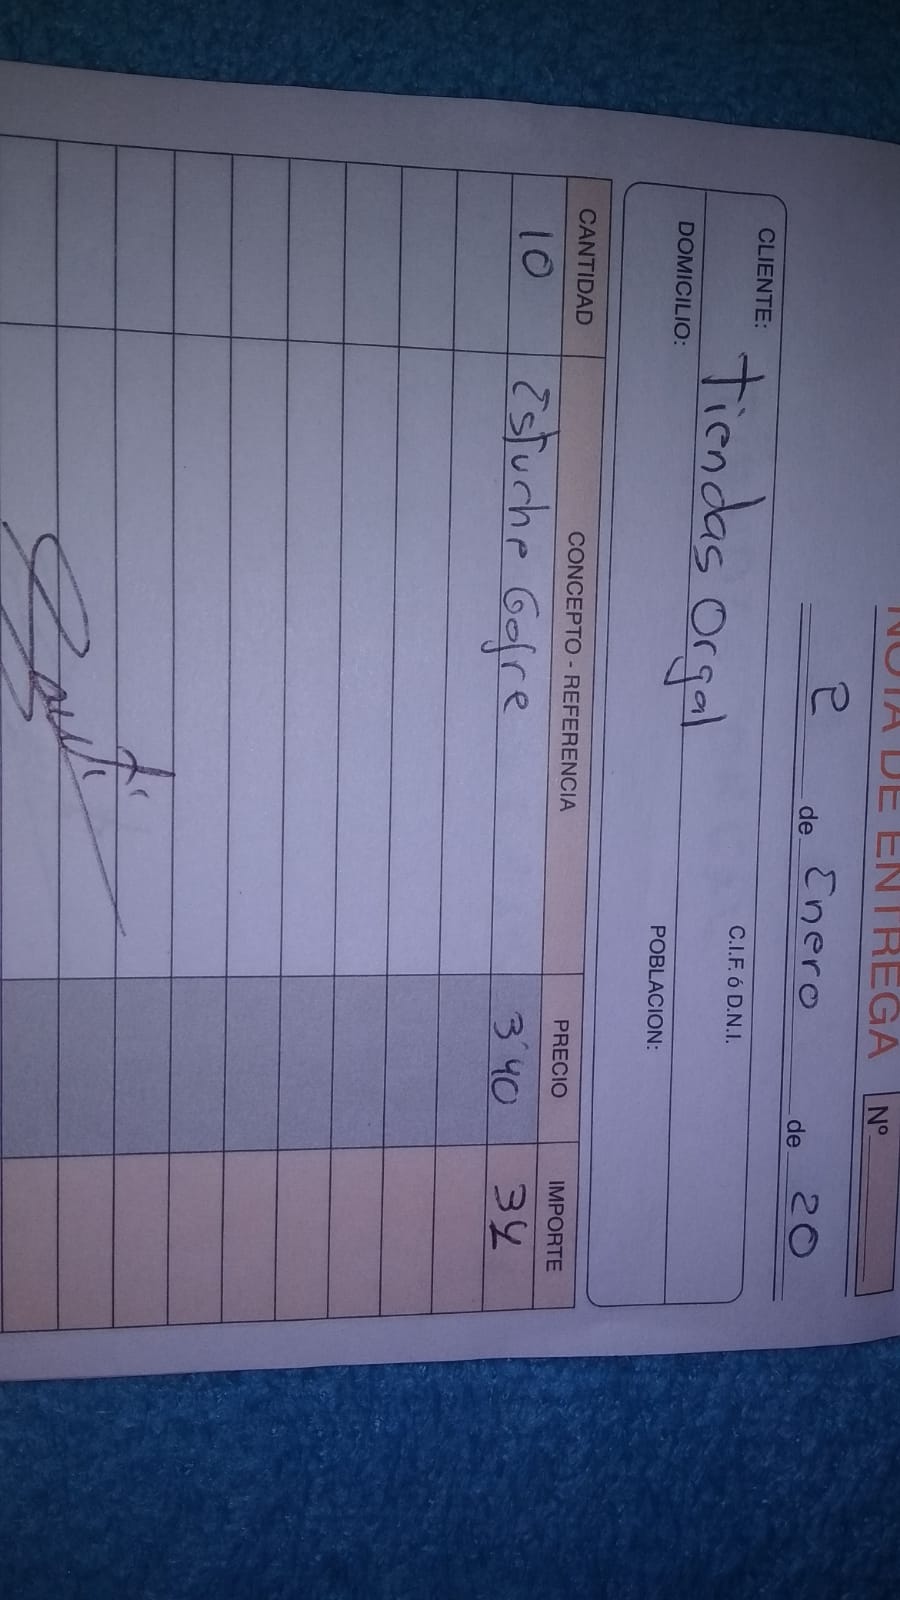 NOTA DE ENTREGA Nº
2 de Enero de 20
CLIENTE: Tiendas Orgal C.I.F. ó D.N.I.
DOMICILIO: POBLACION:
CANTIDAD CONCEPTO - REFERENCIA PRECIO IMPORTE
10 Estuche Gofre 3'40 34